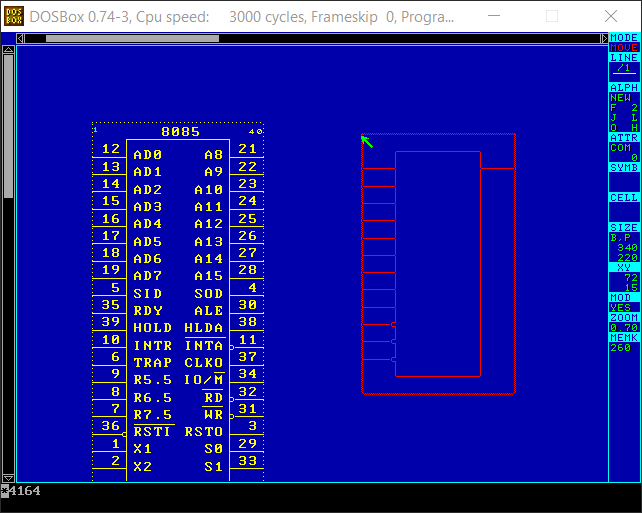 DOSBox 0.74-3, Cpu speed: 3000 cycles, Frameskip 0, Progra...
MODE
MOVE
LINE
/1
ALPH
NEW
F 2
J L
O H
ATTR
COM
0
SYMB
CELL
SIZE
B,P
340
220
XY
72
15
MOD
YES
ZOOM
0.70
MEMK
260
1 8085 40
12 AD0 A8 21
13 AD1 A9 22
14 AD2 A10 23
15 AD3 A11 24
16 AD4 A12 25
17 AD5 A13 26
18 AD6 A14 27
19 AD7 A15 28
5 SID SOD 4
35 RDY ALE 30
39 HOLD HLDA 38
10 INTR INTA 11
6 TRAP CLKO 37
9 R5.5 IO/M 34
8 R6.5 RD 32
7 R7.5 WR 31
36 RSTI RSTO 3
1 X1 S0 29
2 X2 S1 33
*4164